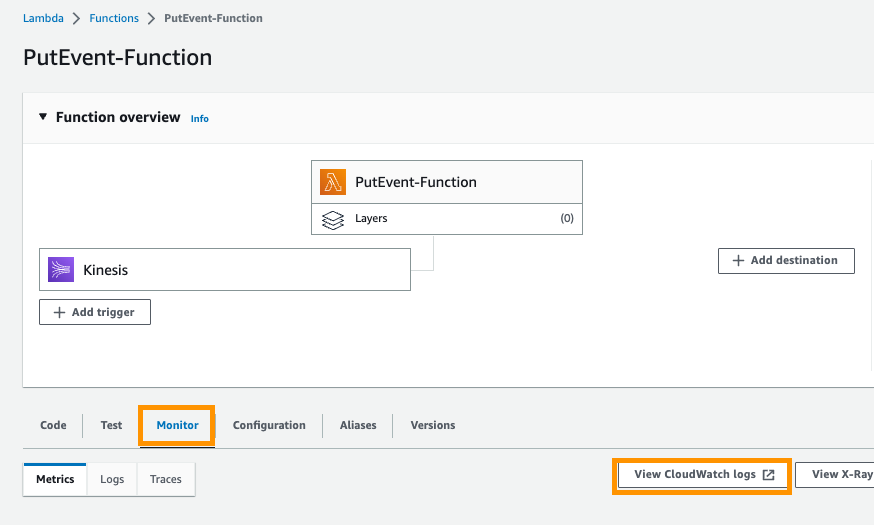 Lambda > Functions > PutEvent-Function
PutEvent-Function
Function overview Info
PutEvent-Function
Layers (0)
Kinesis
+ Add destination
+ Add trigger
Code Test Monitor Configuration Aliases Versions
Metrics Logs Traces View CloudWatch logs View X-Ray